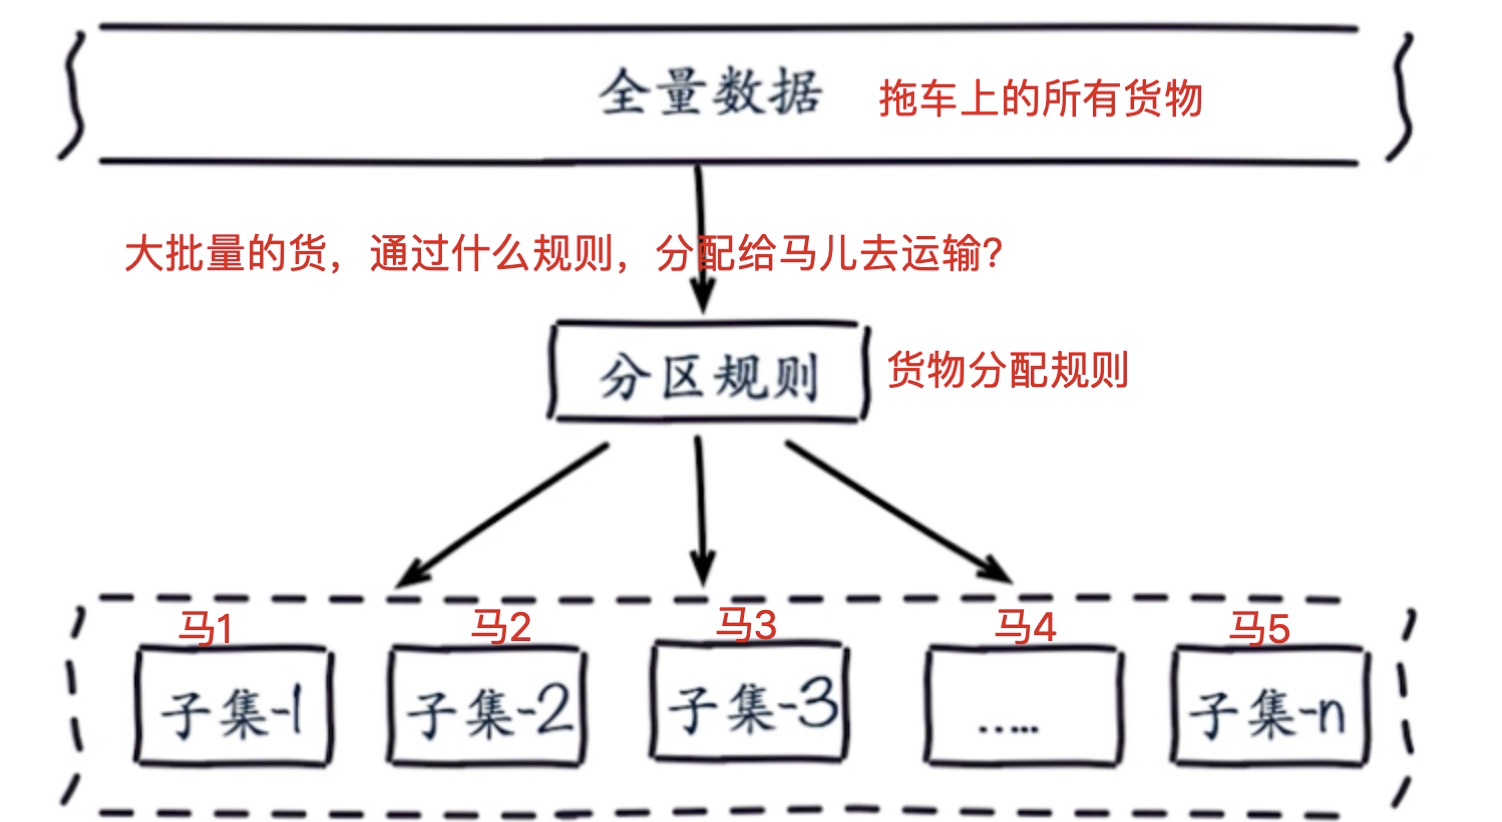 全量数据 拖车上的所有货物
大批量的货，通过什么规则，分配给马儿去运输？
分区规则 货物分配规则
马1 马2 马3 马4 马5
子集-1 子集-2 子集-3 ..... 子集-n